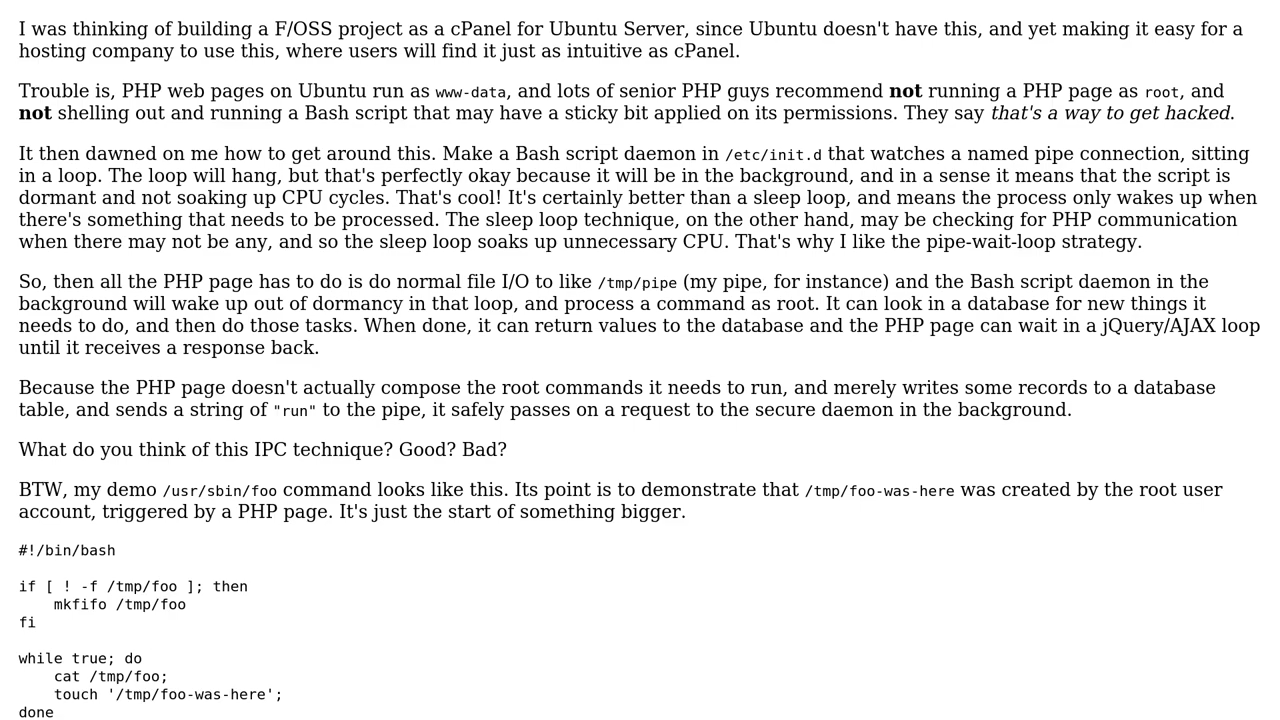 I was thinking of building a F/OSS project as a cPanel for Ubuntu Server, since Ubuntu doesn't have this, and yet making it easy for a
hosting company to use this, where users will find it just as intuitive as cPanel.
Trouble is, PHP web pages on Ubuntu run as www-data, and lots of senior PHP guys recommend not running a PHP page as root, and
not shelling out and running a Bash script that may have a sticky bit applied on its permissions. They say that's a way to get hacked.
It then dawned on me how to get around this. Make a Bash script daemon in /etc/init.d that watches a named pipe connection, sitting
in a loop. The loop will hang, but that's perfectly okay because it will be in the background, and in a sense it means that the script is
dormant and not soaking up CPU cycles. That's cool! It's certainly better than a sleep loop, and means the process only wakes up when
there's something that needs to be processed. The sleep loop technique, on the other hand, may be checking for PHP communication
when there may not be any, and so the sleep loop soaks up unnecessary CPU. That's why I like the pipe-wait-loop strategy.
So, then all the PHP page has to do is do normal file I/O to like /tmp/pipe (my pipe, for instance) and the Bash script daemon in the
background will wake up out of dormancy in that loop, and process a command as root. It can look in a database for new things it
needs to do, and then do those tasks. When done, it can return values to the database and the PHP page can wait in a jQuery/AJAX loop
until it receives a response back.
Because the PHP page doesn't actually compose the root commands it needs to run, and merely writes some records to a database
table, and sends a string of "run" to the pipe, it safely passes on a request to the secure daemon in the background.
What do you think of this IPC technique? Good? Bad?
BTW, my demo /usr/sbin/foo command looks like this. Its point is to demonstrate that /tmp/foo-was-here was created by the root user
account, triggered by a PHP page. It's just the start of something bigger.
#!/bin/bash
if [ ! -f /tmp/foo ]; then
    mkfifo /tmp/foo
fi
while true; do
    cat /tmp/foo;
    touch '/tmp/foo-was-here';
done